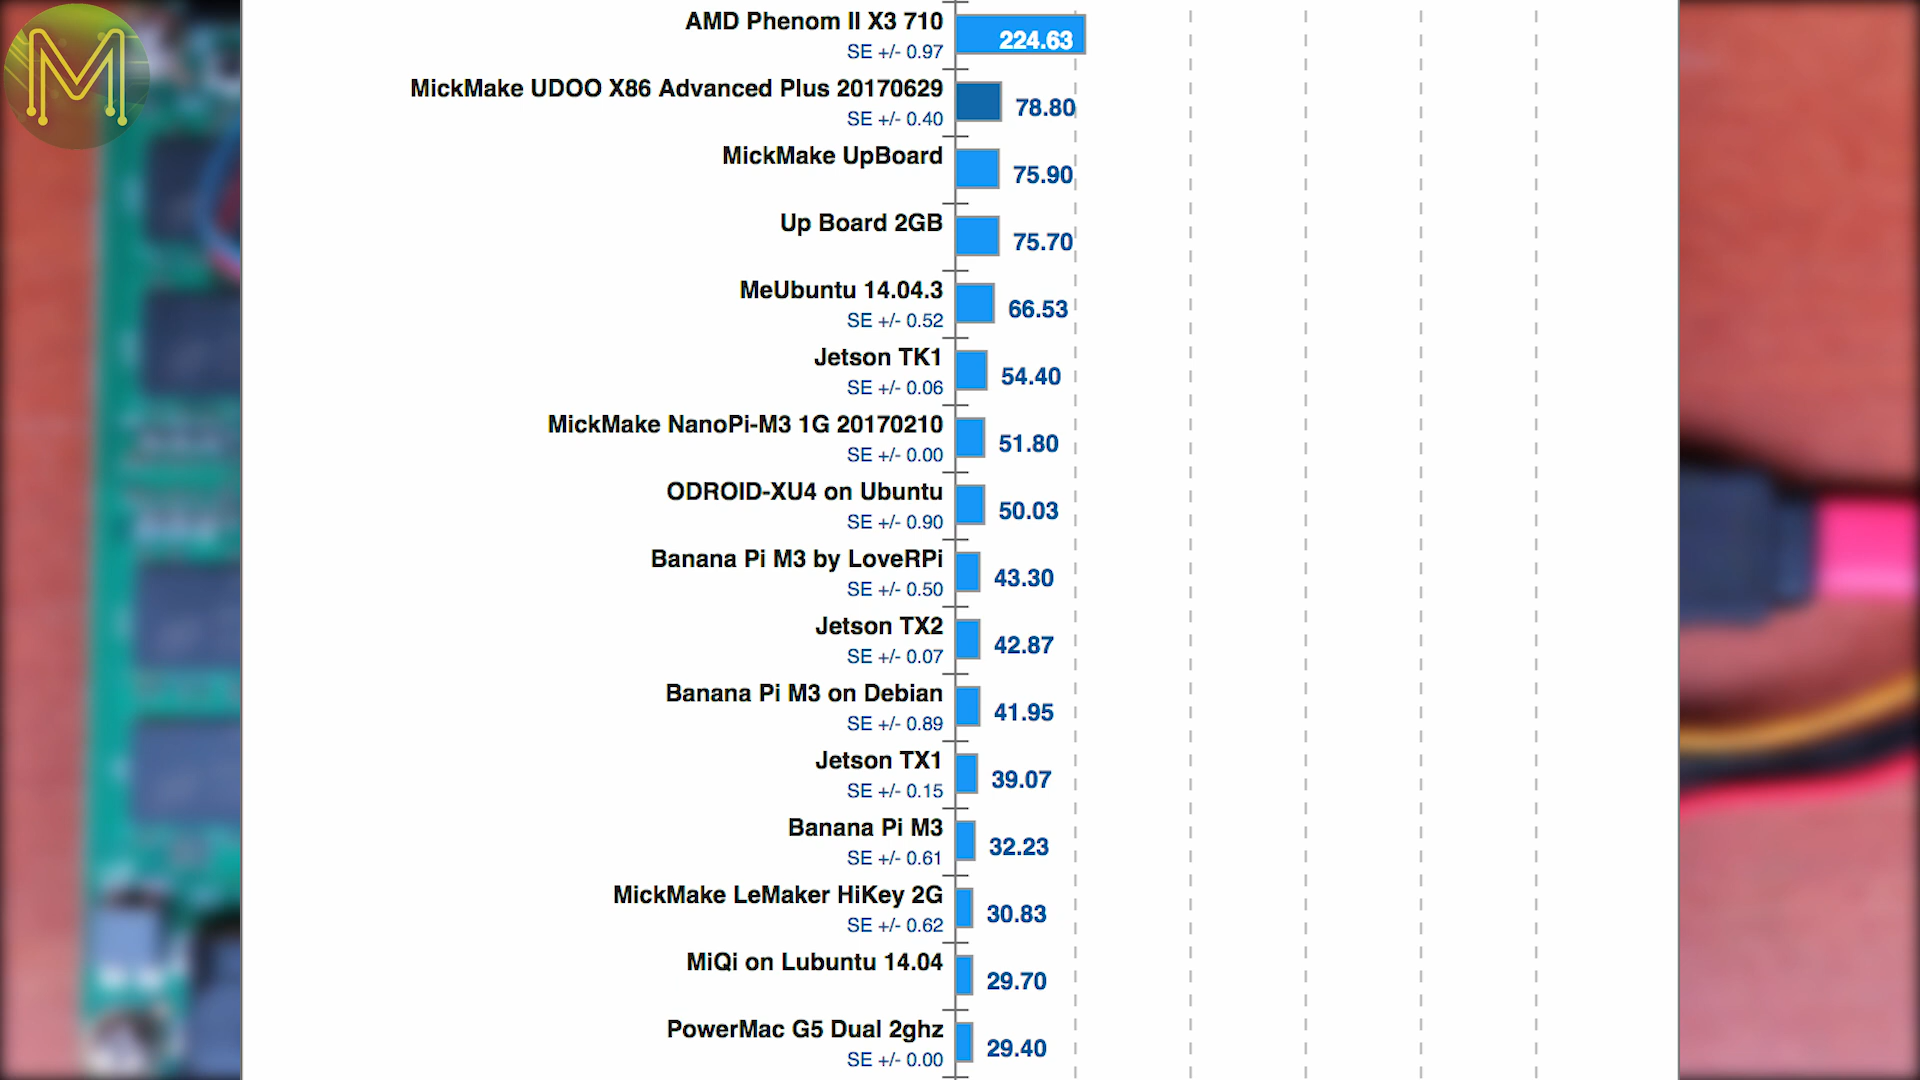 M
AMD Phenom II X3 710
SE +/- 0.97
224.63
MickMake UDOO X86 Advanced Plus 20170629
SE +/- 0.40
78.80
MickMake UpBoard
75.90
Up Board 2GB
75.70
MeUbuntu 14.04.3
SE +/- 0.52
66.53
Jetson TK1
SE +/- 0.06
54.40
MickMake NanoPi-M3 1G 20170210
SE +/- 0.00
51.80
ODROID-XU4 on Ubuntu
SE +/- 0.90
50.03
Banana Pi M3 by LoveRPi
SE +/- 0.50
43.30
Jetson TX2
SE +/- 0.07
42.87
Banana Pi M3 on Debian
SE +/- 0.89
41.95
Jetson TX1
SE +/- 0.15
39.07
Banana Pi M3
SE +/- 0.61
32.23
MickMake LeMaker HiKey 2G
SE +/- 0.62
30.83
MiQi on Lubuntu 14.04
29.70
PowerMac G5 Dual 2ghz
SE +/- 0.00
29.40